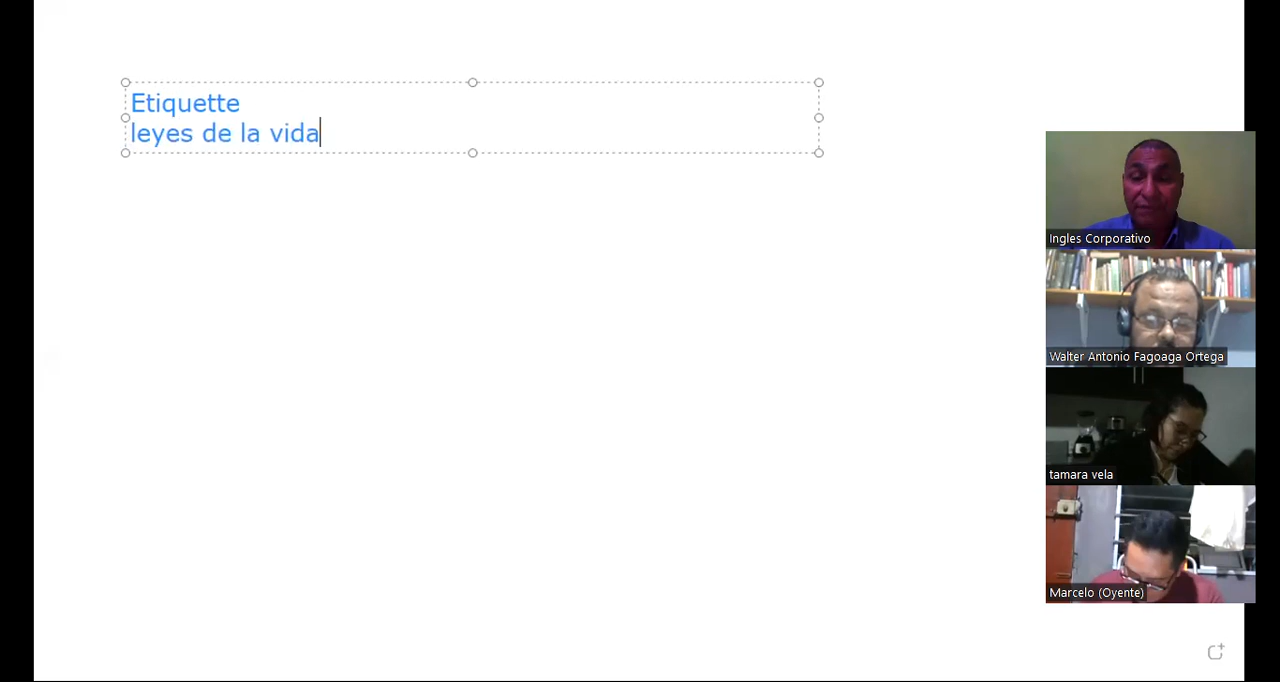 Etiquette
leyes de la vida
Ingles Corporativo
Walter Antonio Fagoaga Ortega
tamara vela
Marcelo (Oyente)